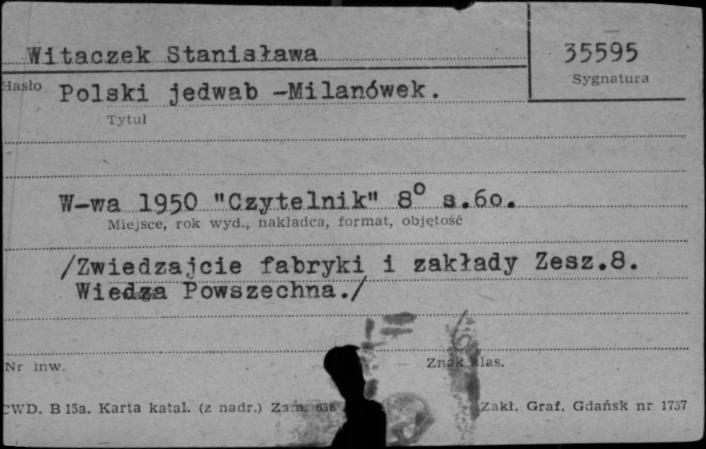 Witaczek Stanisława
35595
Hasło
Sygnatura
Polski jedwab -Milanówek.
Tytuł
W-wa 1950 "Czytelnik" 8° s.60.
Miejsce, rok wyd., nakładca, format, objętość
/Zwiedzajcie fabryki i zakłady Zesz.8.
Wiedza Powszechna./
Nr inw.
Znak klas.
CWD. B 15a. Karta katal. (z nadr.) Zam. 638
Zakł. Graf. Gdańsk nr 1737